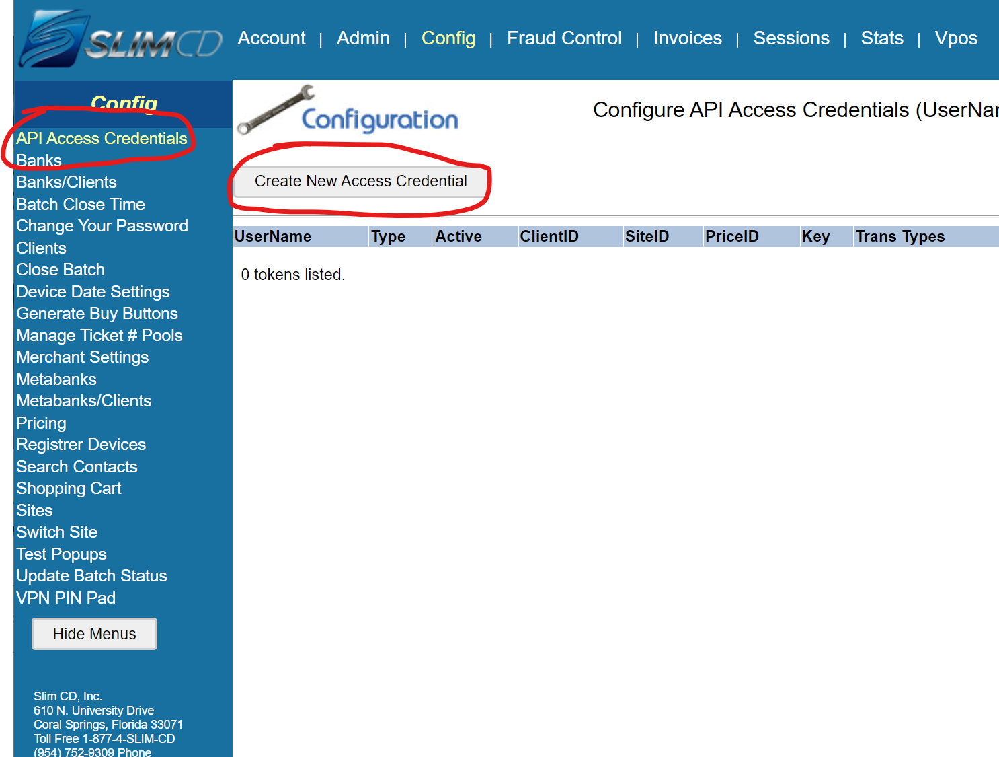 SLIMCD
Account | Admin | Config | Fraud Control | Invoices | Sessions | Stats | Vpos
Config
API Access Credentials
Banks
Banks/Clients
Batch Close Time
Change Your Password
Clients
Close Batch
Device Date Settings
Generate Buy Buttons
Manage Ticket # Pools
Merchant Settings
Metabanks
Metabanks/Clients
Pricing
Registrer Devices
Search Contacts
Shopping Cart
Sites
Switch Site
Test Popups
Update Batch Status
VPN PIN Pad
Hide Menus
Slim CD, Inc.
610 N. University Drive
Coral Springs, Florida 33071
Toll Free 1-877-4-SLIM-CD
(954) 752-9309 Phone
Configuration
Configure API Access Credentials (UserNa
Create New Access Credential
UserName Type Active ClientID SiteID PriceID Key Trans Types
0 tokens listed.